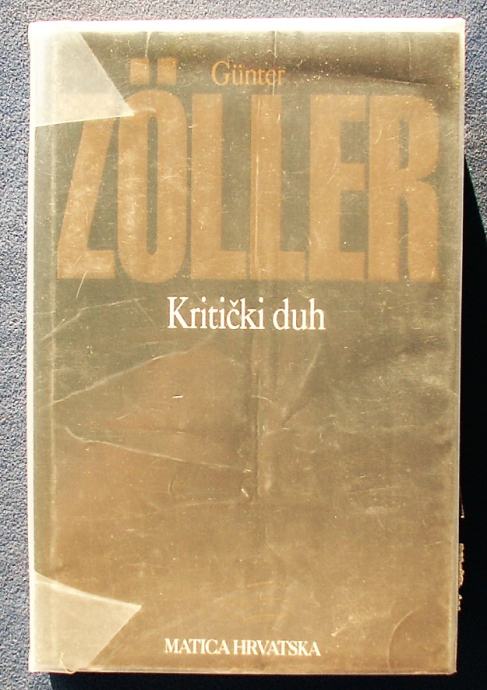 Günter
ZÖLLER
Kritički duh
MATICA HRVATSKA